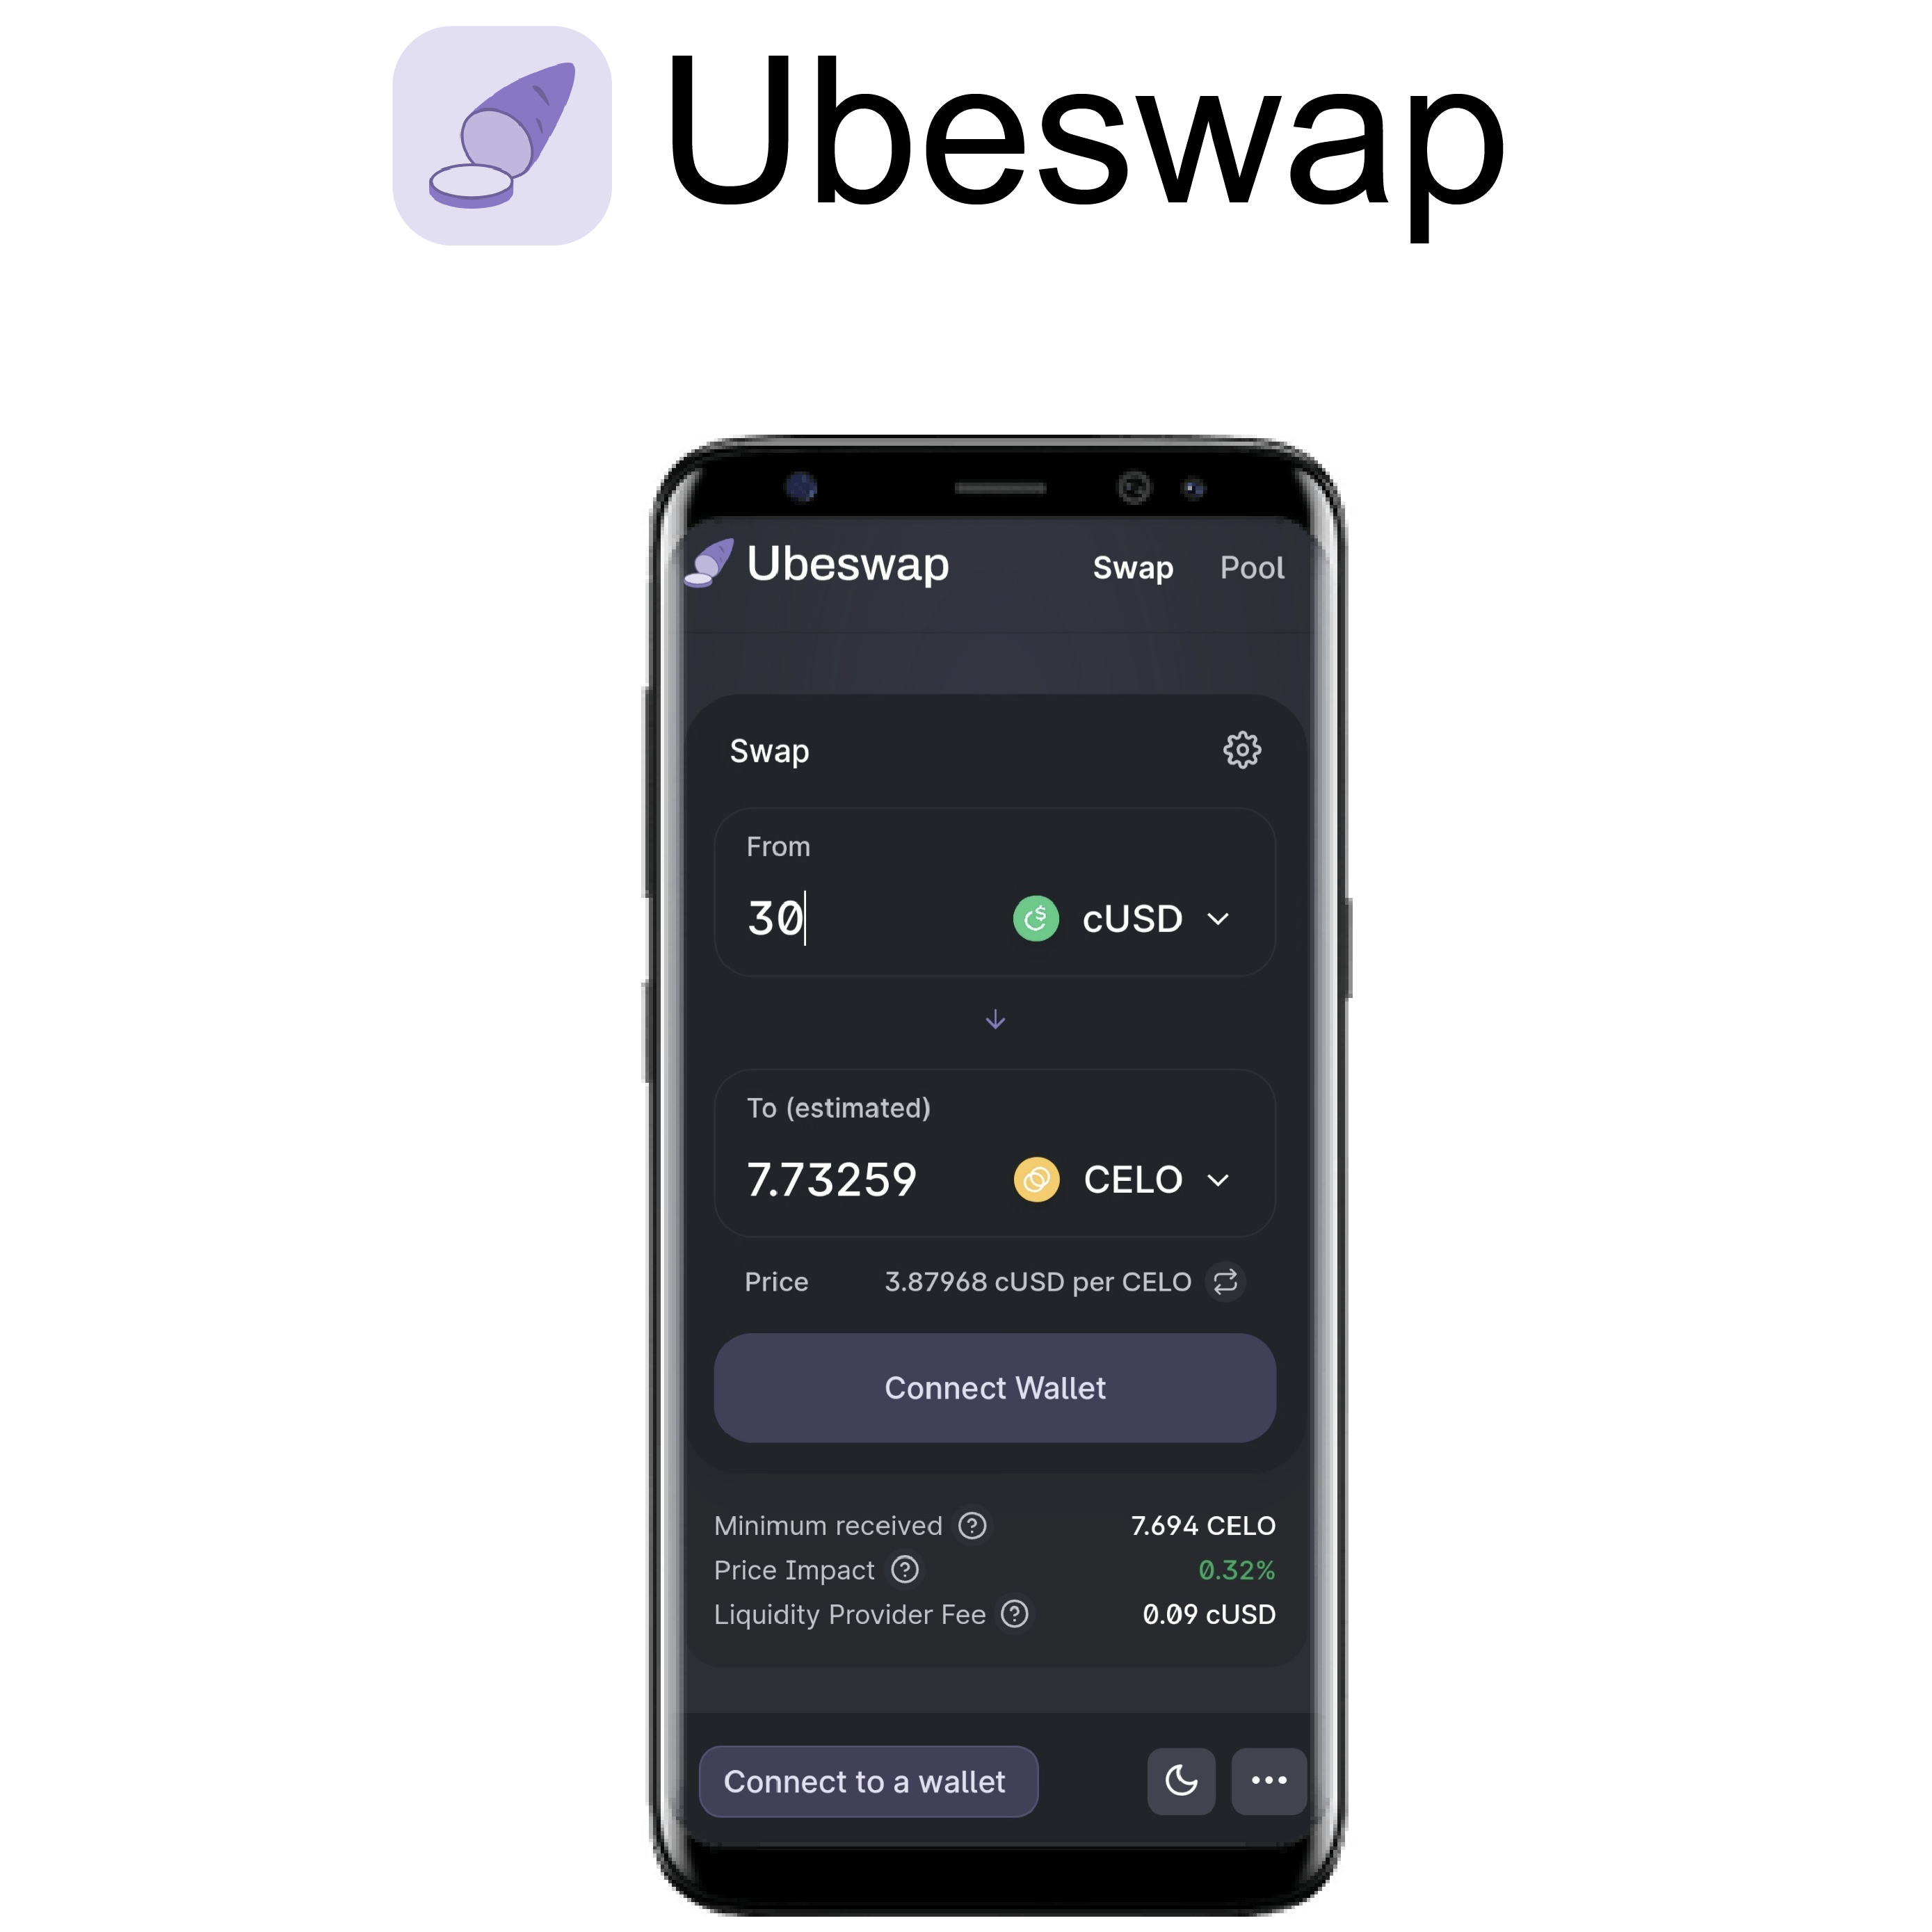 Ubeswap
Ubeswap Swap Pool
Swap
From
30 cUSD
To (estimated)
7.73259 CELO
Price 3.87968 cUSD per CELO
Connect Wallet
Minimum received ? 7.694 CELO
Price Impact ? 0.32%
Liquidity Provider Fee ? 0.09 cUSD
Connect to a wallet